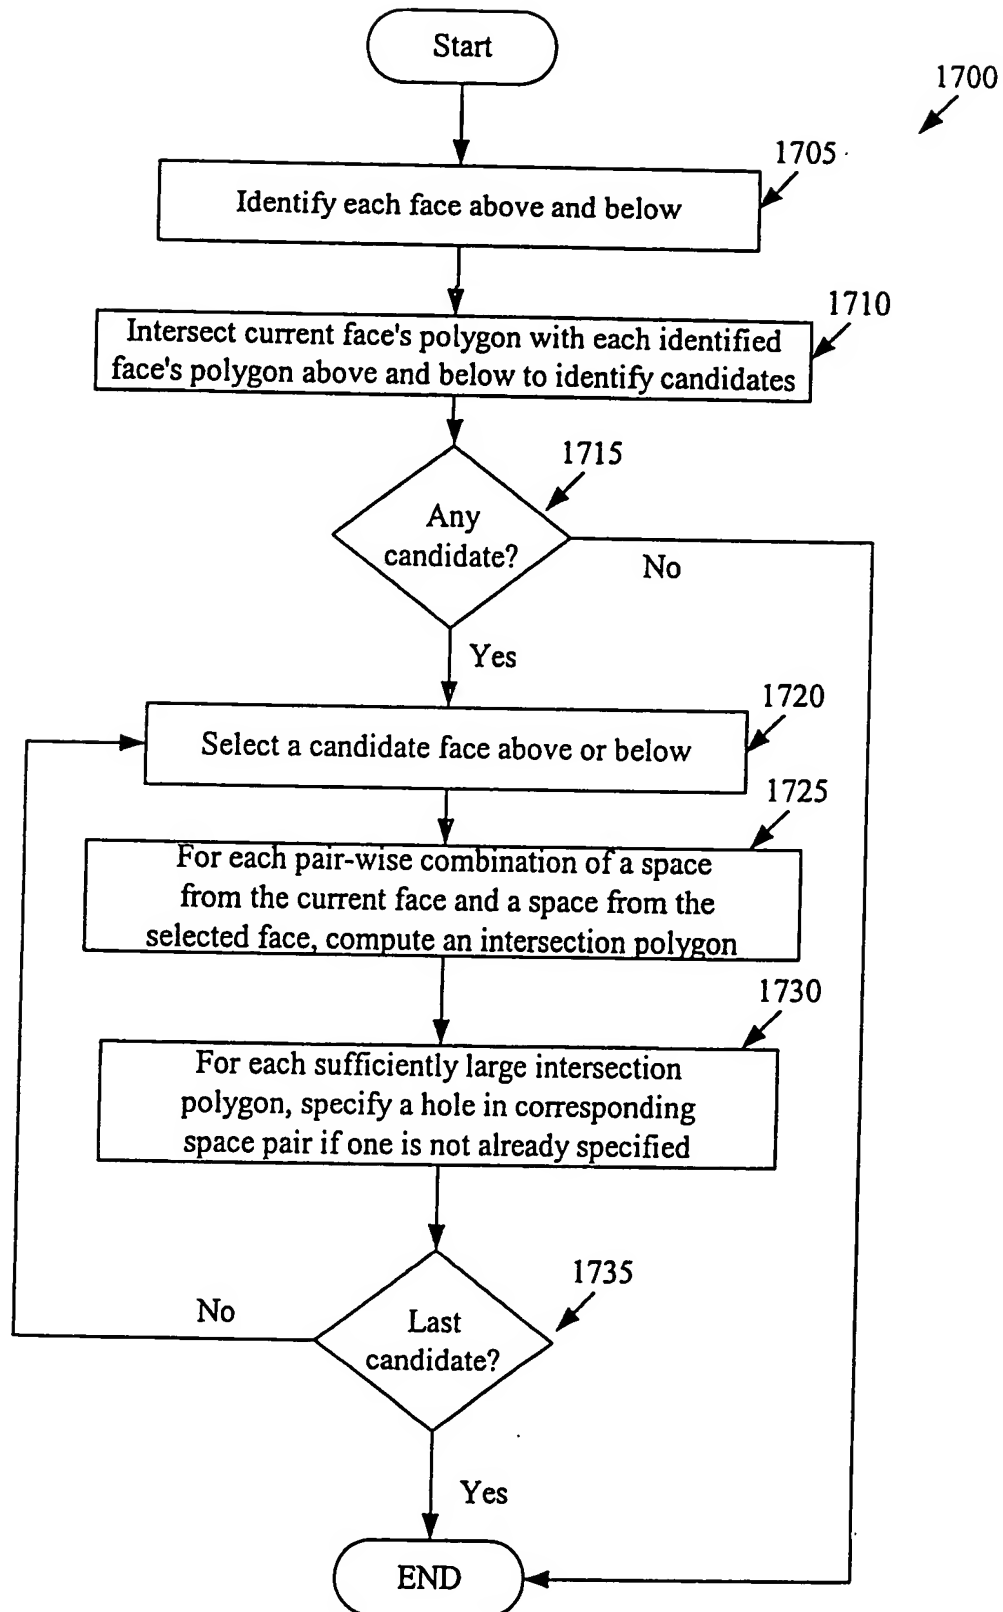 Start
1700
1705
Identify each face above and below
1710
Intersect current face's polygon with each identified
face's polygon above and below to identify candidates
1715
Any
candidate?
No
Yes
1720
Select a candidate face above or below
1725
For each pair-wise combination of a space
from the current face and a space from the
selected face, compute an intersection polygon
1730
For each sufficiently large intersection
polygon, specify a hole in corresponding
space pair if one is not already specified
1735
Last
candidate?
No
Yes
END